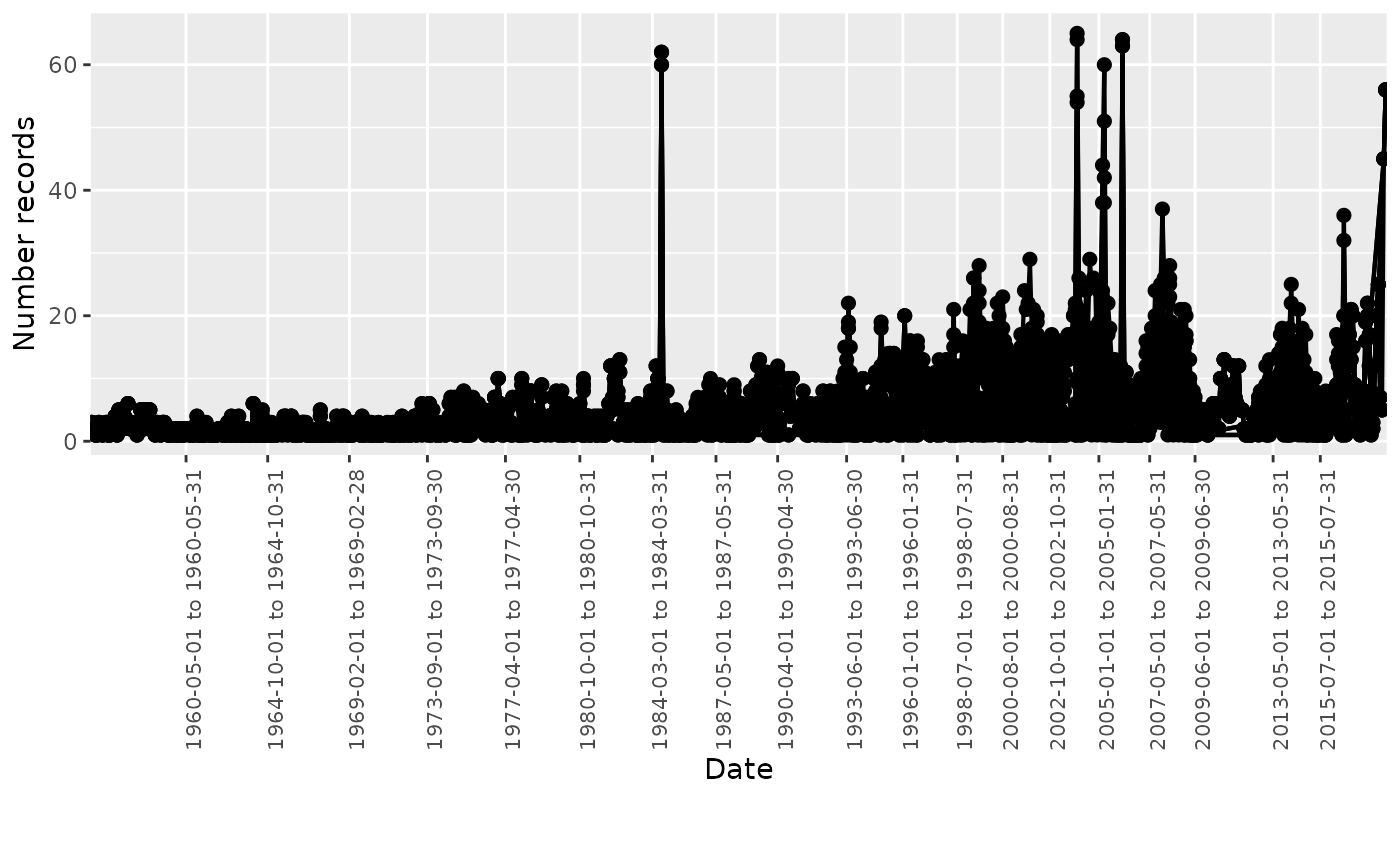 Number records
60
40
20
0
1960-05-01 to 1960-05-31
1964-10-01 to 1964-10-31
1969-02-01 to 1969-02-28
1973-09-01 to 1973-09-30
1977-04-01 to 1977-04-30
1980-10-01 to 1980-10-31
1984-03-01 to 1984-03-31
1987-05-01 to 1987-05-31
1990-04-01 to 1990-04-30
1993-06-01 to 1993-06-30
1996-01-01 to 1996-01-31
1998-07-01 to 1998-07-31
2000-08-01 to 2000-08-31
2002-10-01 to 2002-10-31
2005-01-01 to 2005-01-31
2007-05-01 to 2007-05-31
2009-06-01 to 2009-06-30
2013-05-01 to 2013-05-31
2015-07-01 to 2015-07-31
Date